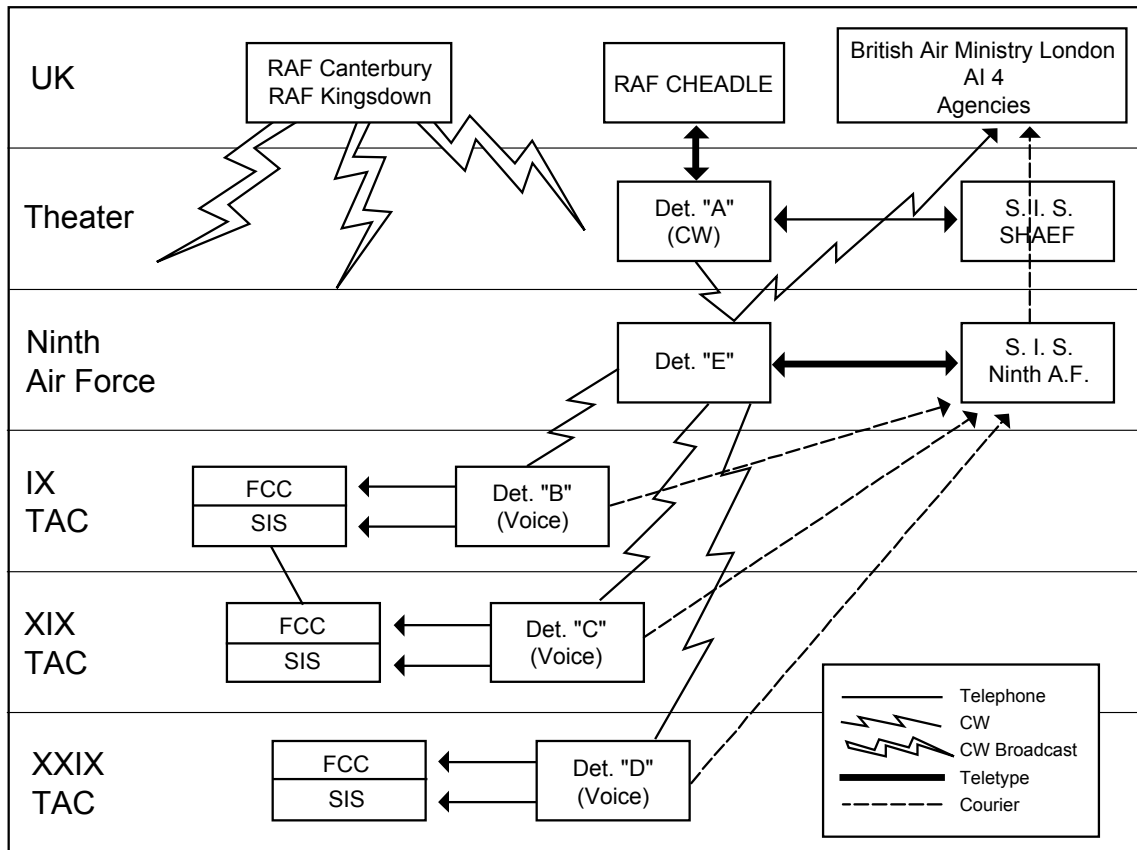 UK
RAF Canterbury
RAF Kingsdown
RAF CHEADLE
British Air Ministry London
AI 4
Agencies
Theater
Det. "A"
(CW)
S. I. S.
SHAEF
Ninth
Air Force
Det. "E"
S. I. S.
Ninth A.F.
IX
TAC
FCC
SIS
Det. "B"
(Voice)
XIX
TAC
FCC
SIS
Det. "C"
(Voice)
XXIX
TAC
FCC
SIS
Det. "D"
(Voice)
Telephone
CW
CW Broadcast
Teletype
Courier